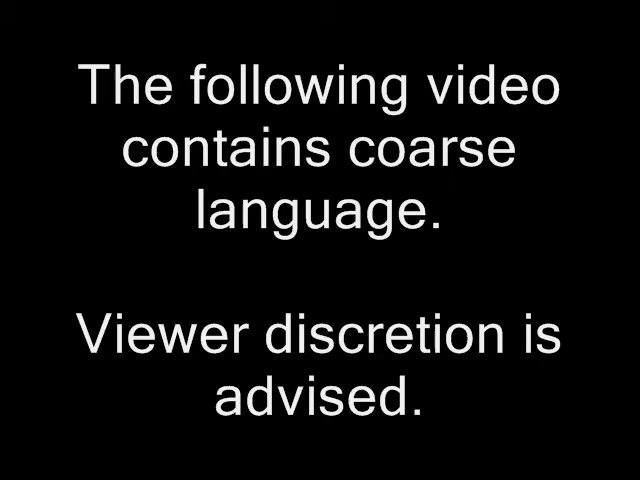 The following video
contains coarse
language.
Viewer discretion is
advised.